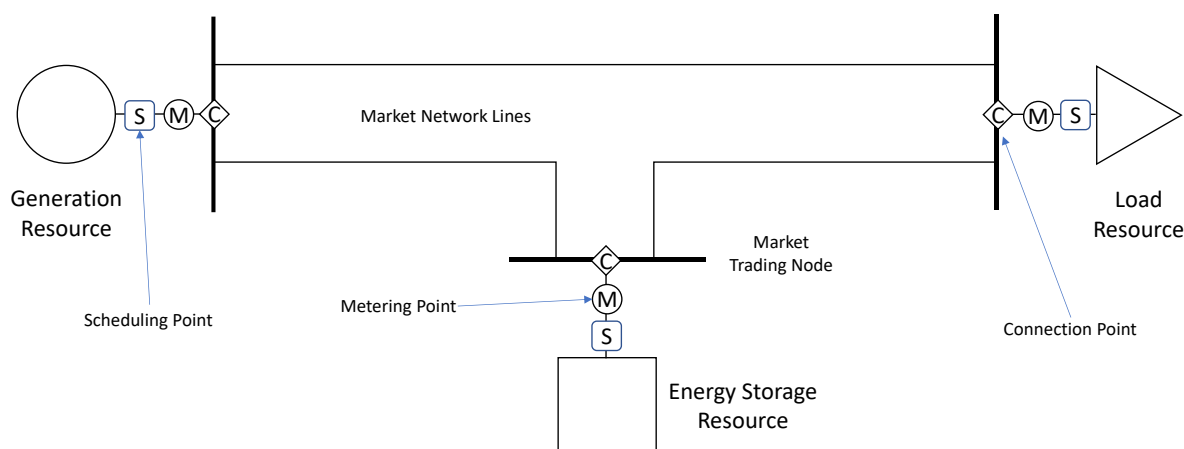 S
M
C
Market Network Lines
C
M
S
Generation
Resource
Load
Resource
C
Market
Trading Node
M
Metering Point
Scheduling Point
S
Connection Point
Energy Storage
Resource